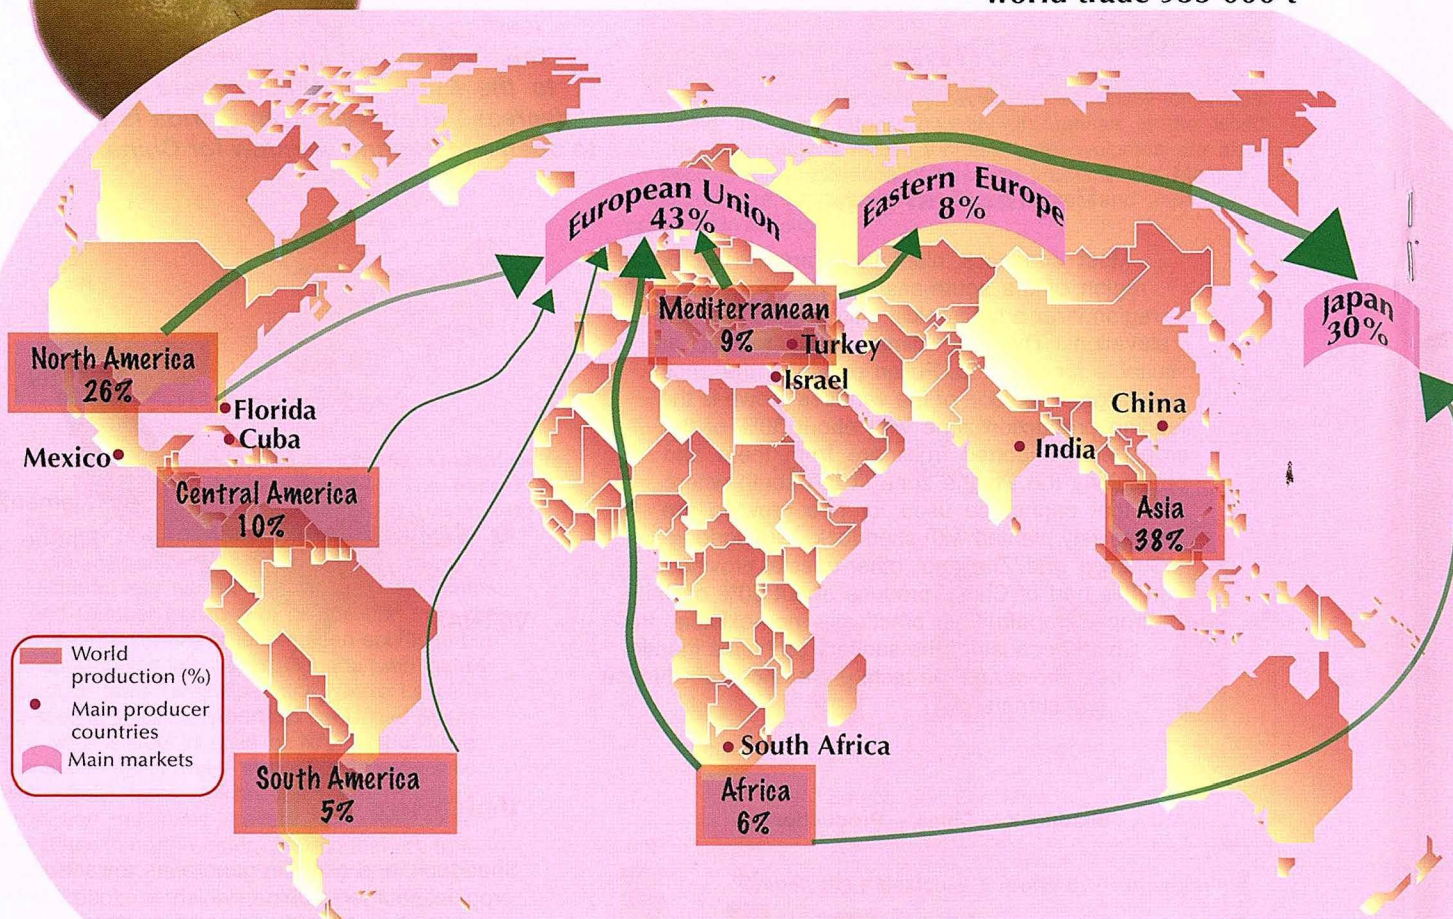 European Union
43%
Eastern Europe
8%
Japan
30%
North America
26%
Mediterranean
9%
Turkey
Israel
Florida
Cuba
Mexico
China
India
Central America
10%
Asia
38%
World
production (%)
Main producer
countries
Main markets
South Africa
South America
5%
Africa
6%